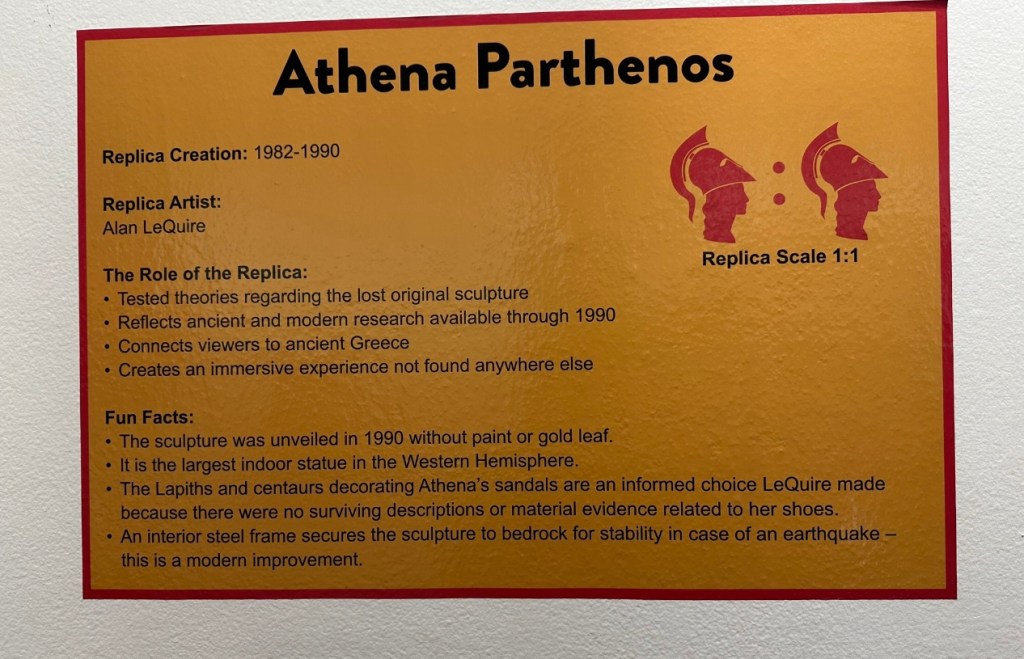 Athena Parthenos
Replica Creation: 1982-1990
Replica Artist:
Alan LeQuire
Replica Scale 1:1
The Role of the Replica:
• Tested theories regarding the lost original sculpture
• Reflects ancient and modern research available through 1990
• Connects viewers to ancient Greece
• Creates an immersive experience not found anywhere else
Fun Facts:
• The sculpture was unveiled in 1990 without paint or gold leaf.
• It is the largest indoor statue in the Western Hemisphere.
• The Lapiths and centaurs decorating Athena's sandals are an informed choice LeQuire made
because there were no surviving descriptions or material evidence related to her shoes.
• An interior steel frame secures the sculpture to bedrock for stability in case of an earthquake –
this is a modern improvement.